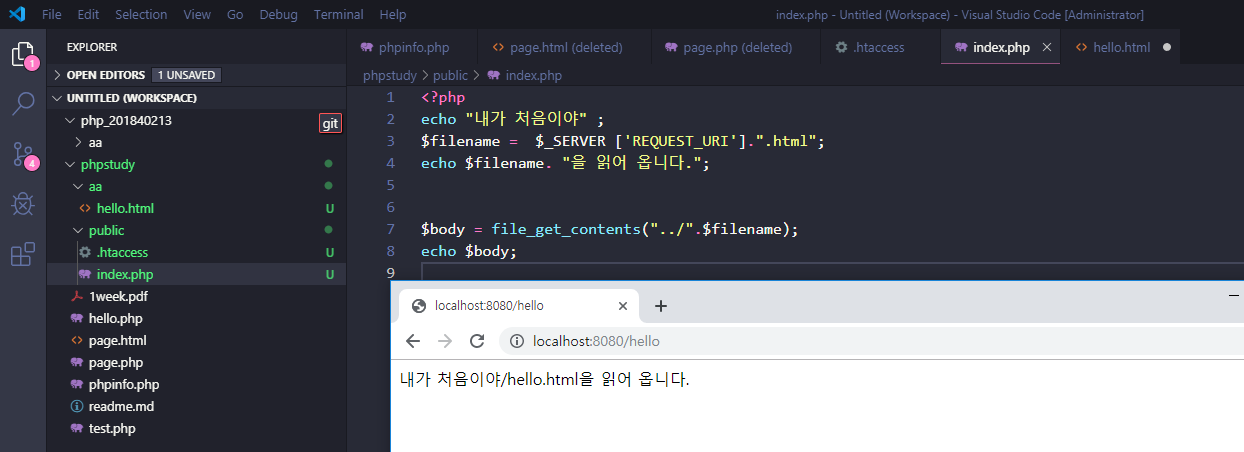 File Edit Selection View Go Debug Terminal Help index.php - Untitled (Workspace) - Visual Studio Code [Administrator]
EXPLORER
phpinfo.php page.html (deleted) page.php (deleted) .htaccess index.php hello.html
OPEN EDITORS 1 UNSAVED
phpstudy > public > index.php
UNTITLED (WORKSPACE)
php_201840213 git
aa
phpstudy
aa
hello.html U
public
.htaccess U
index.php U
1week.pdf
hello.php
page.html
page.php
phpinfo.php
readme.md
test.php
1
4
1 <?php
2 echo "내가 처음이야" ;
3 $filename =  $_SERVER ['REQUEST_URI'].".html";
4 echo $filename. "을 읽어 옵니다.";
5
6
7 $body = file_get_contents("../".$filename);
8 echo $body;
9
localhost:8080/hello
localhost:8080/hello
내가 처음이야/hello.html을 읽어 옵니다.